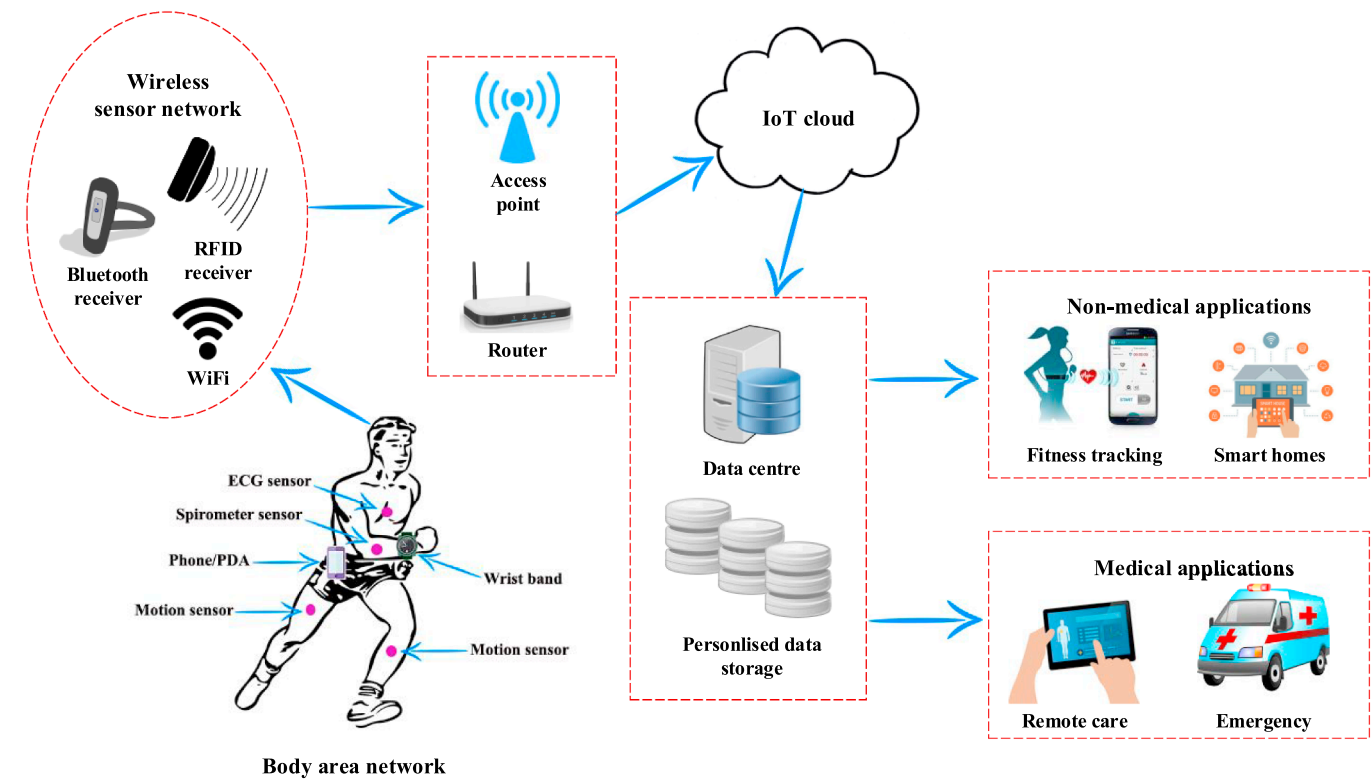 Wireless
sensor network
RFID
receiver
Bluetooth
receiver
WiFi
Access
point
Router
IoT cloud
Data centre
Personlised data
storage
Non-medical applications
Fitness tracking
Smart homes
Medical applications
Remote care
Emergency
ECG sensor
Spirometer sensor
Phone/PDA
Wrist band
Motion sensor
Motion sensor
Body area network
START